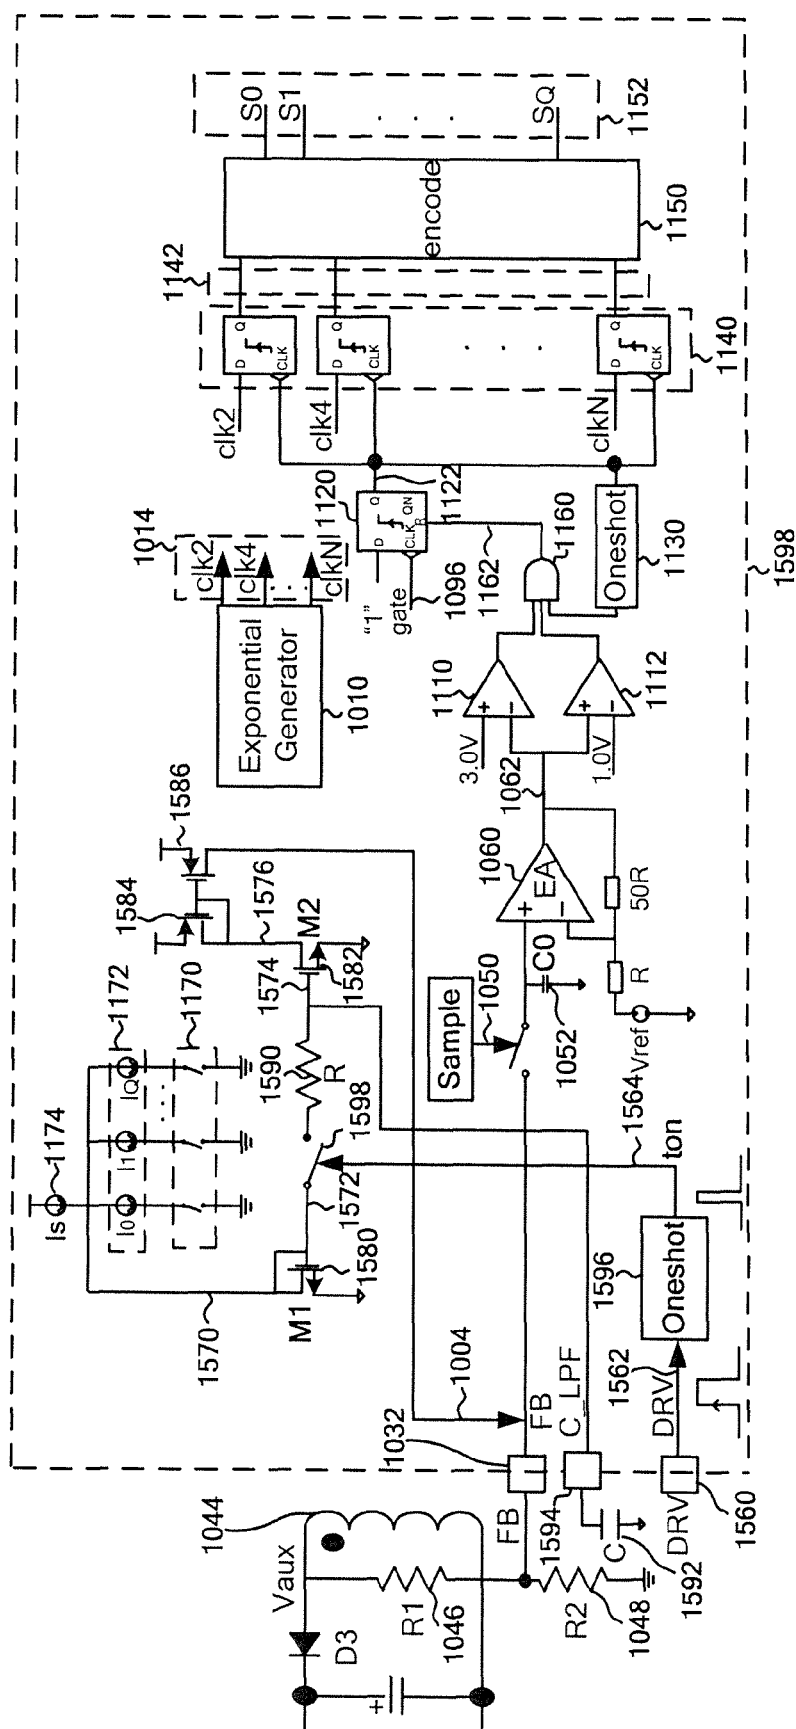 S0
S1
. . .
SQ
1152
encode
1150
1142
D
Q
CLK
D
Q
CLK
. . .
D
Q
CLK
1140
clk2
clk4
clkN
1120
D
Q
QN
CLK
R
1122
"1"
gate
1096
1162
1160
Oneshot
1130
1598
1014
clk2
clk4
. . .
clkN
Exponential
Generator
1010
1110
+
−
3.0V
1112
+
−
1.0V
1062
1060
EA
+
−
50R
R
Vref
C0
1052
1050
Sample
1586
1584
1576
M2
1582
1574
1590
R
1598
1572
1172
1170
1174
Is
I0
I1
IQ
. . .
1580
M1
1570
1564
ton
1596
Oneshot
1562
DRV
1004
FB
C_LPF
1032
FB
1594
C
1592
DRV
1560
1044
Vaux
R1
1046
R2
1048
D3
+